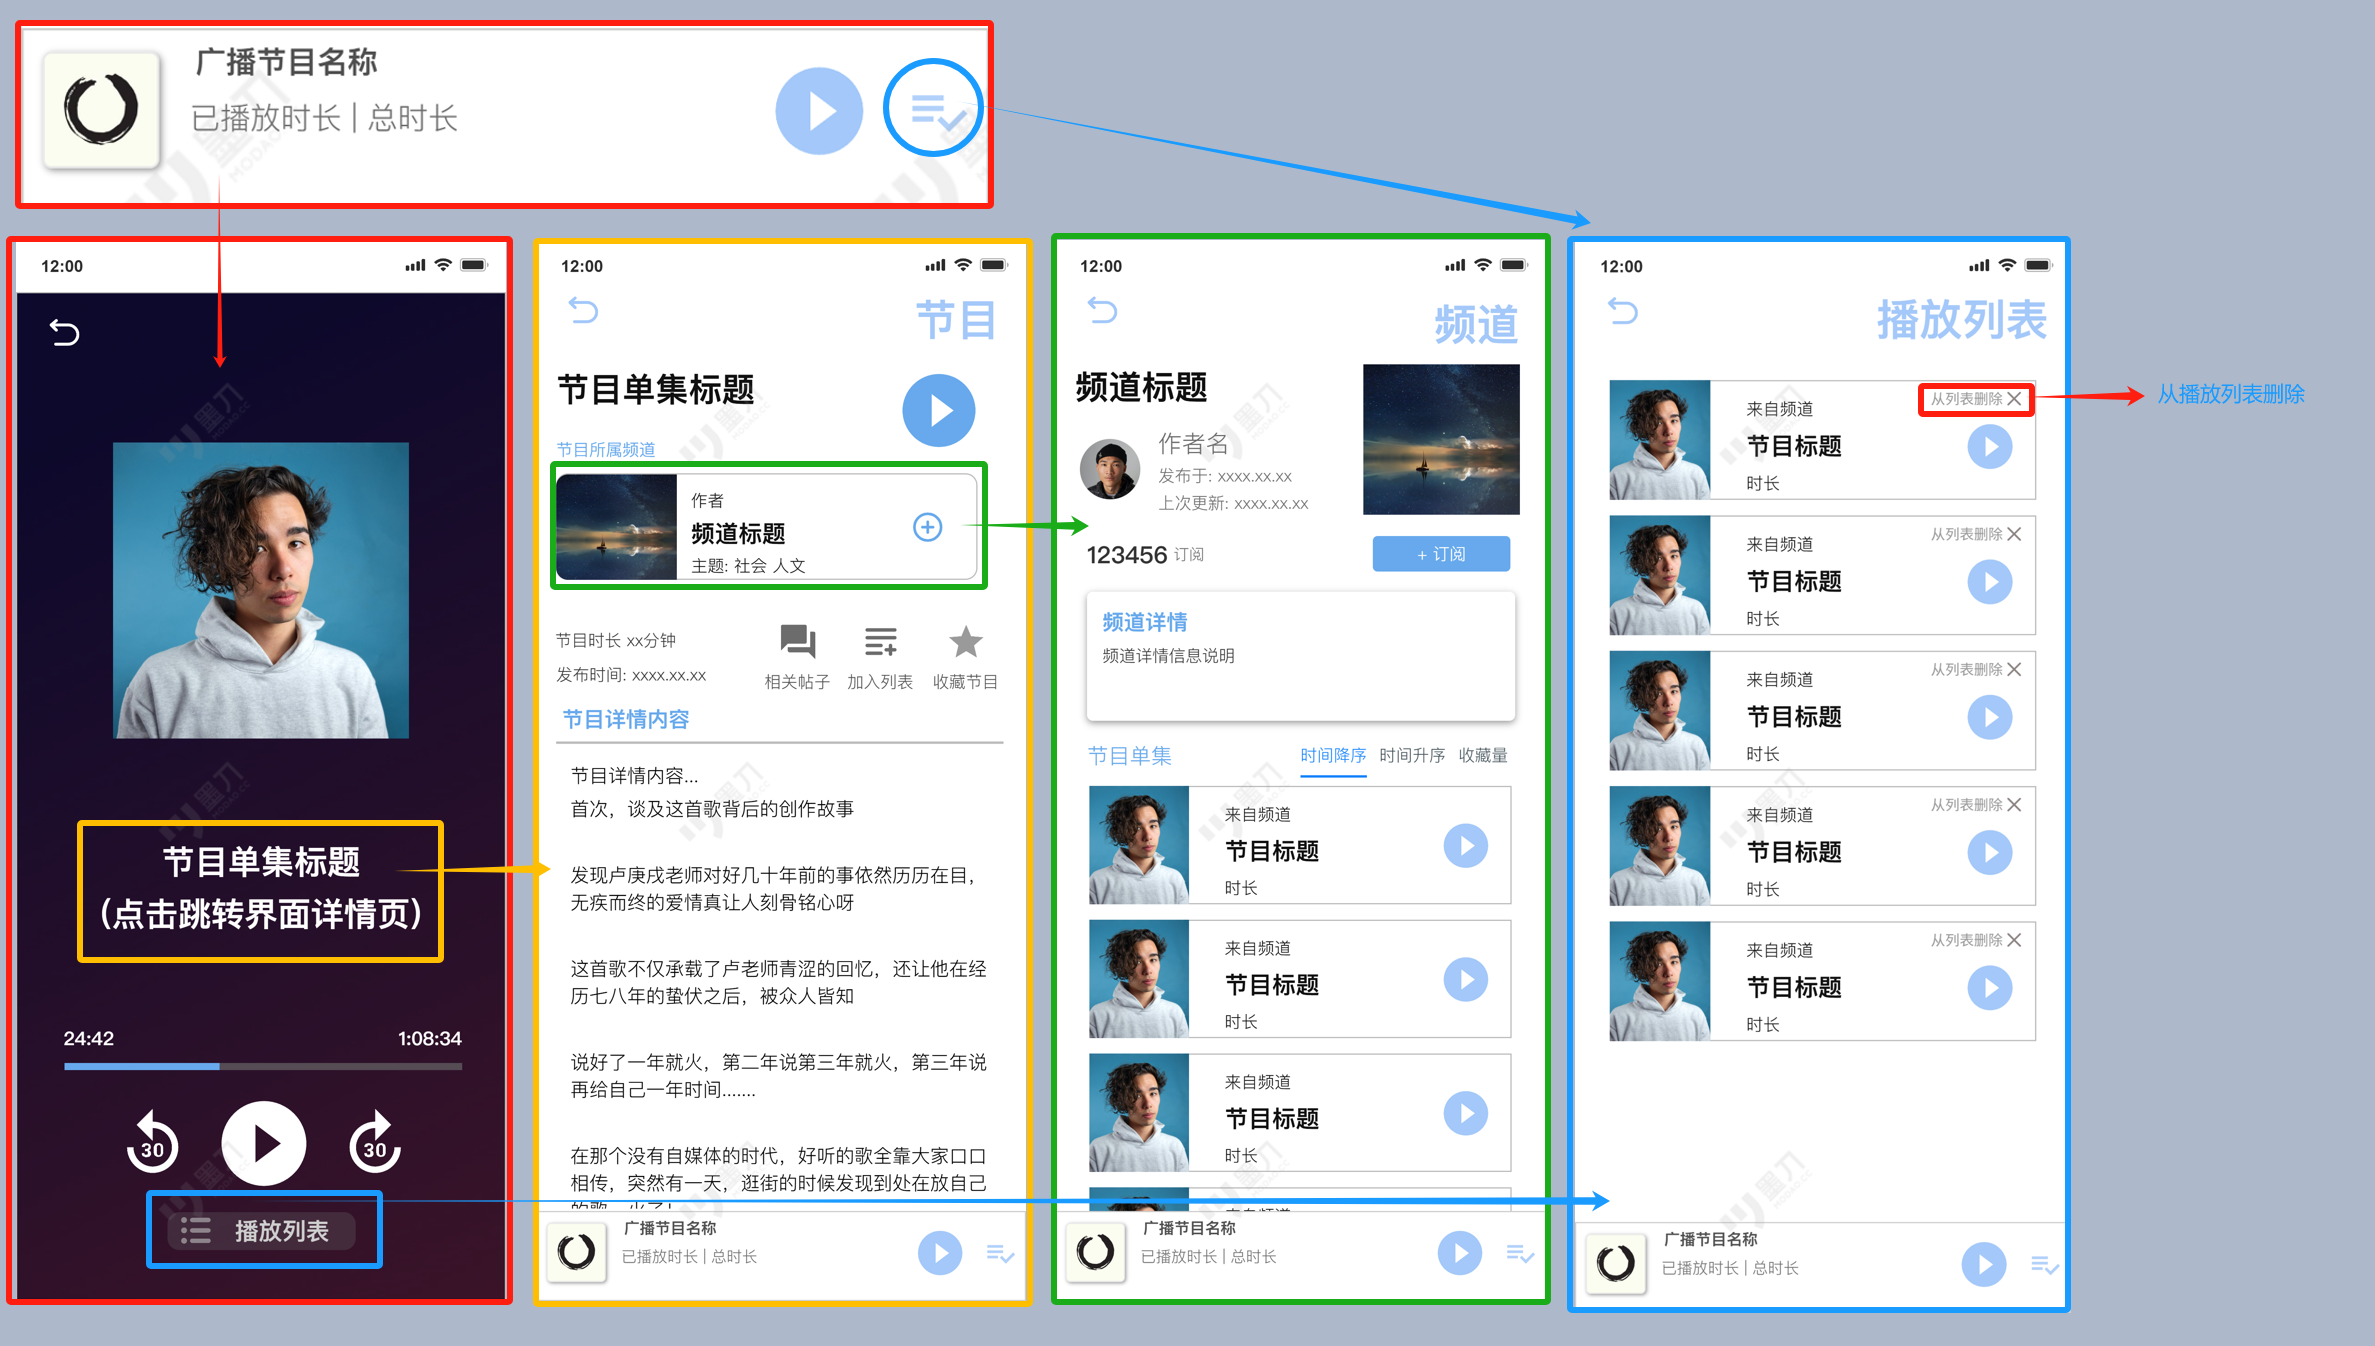 广播节目名称
已播放时长 | 总时长
12:00
节目单集标题
(点击跳转界面详情页)
24:42
1:08:34
30
30
播放列表
12:00
节目
节目单集标题
节目所属频道
作者
频道标题
主题: 社会 人文
节目时长 xx分钟
发布时间: xxxx.xx.xx
相关帖子
加入列表
收藏节目
节目详情内容
节目详情内容...
首次，谈及这首歌背后的创作故事
发现卢庚戌老师对好几十年前的事依然历历在目，
无疾而终的爱情真让人刻骨铭心呀
这首歌不仅承载了卢老师青涩的回忆，还让他在经
历七八年的蛰伏之后，被众人皆知
说好了一年就火，第二年说第三年就火，第三年说
再给自己一年时间.......
在那个没有自媒体的时代，好听的歌全靠大家口口
相传，突然有一天，逛街的时候发现到处在放自己
广播节目名称
已播放时长 | 总时长
12:00
频道
频道标题
作者名
发布于: xxxx.xx.xx
上次更新: xxxx.xx.xx
123456 订阅
+ 订阅
频道详情
频道详情信息说明
节目单集
时间降序 时间升序 收藏量
来自频道
节目标题
时长
来自频道
节目标题
时长
来自频道
节目标题
时长
广播节目名称
已播放时长 | 总时长
12:00
播放列表
从列表删除
来自频道
节目标题
时长
从列表删除
来自频道
节目标题
时长
从列表删除
来自频道
节目标题
时长
从列表删除
来自频道
节目标题
时长
从列表删除
来自频道
节目标题
时长
广播节目名称
已播放时长 | 总时长
从播放列表删除
墨刀
MODAO.CC